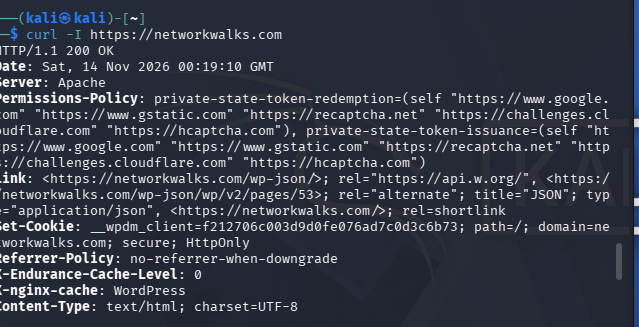 ──(kali㉿kali)-[~]
─$ curl -I https://networkwalks.com
HTTP/1.1 200 OK
Date: Sat, 14 Nov 2026 00:19:10 GMT
Server: Apache
Permissions-Policy: private-state-token-redemption=(self "https://www.google.
com" "https://www.gstatic.com" "https://recaptcha.net" "https://challenges.cl
oudflare.com" "https://hcaptcha.com"), private-state-token-issuance=(self "ht
tps://www.google.com" "https://www.gstatic.com" "https://recaptcha.net" "http
s://challenges.cloudflare.com" "https://hcaptcha.com")
Link: <https://networkwalks.com/wp-json/>; rel="https://api.w.org/", <https:/
/networkwalks.com/wp-json/wp/v2/pages/53>; rel="alternate"; title="JSON"; typ
e="application/json", <https://networkwalks.com/>; rel=shortlink
Set-Cookie: __wpdm_client=f212706c003d9d0fe076ad7c0d3c6b73; path=/; domain=ne
tworkwalks.com; secure; HttpOnly
Referrer-Policy: no-referrer-when-downgrade
X-Endurance-Cache-Level: 0
X-nginx-cache: WordPress
Content-Type: text/html; charset=UTF-8